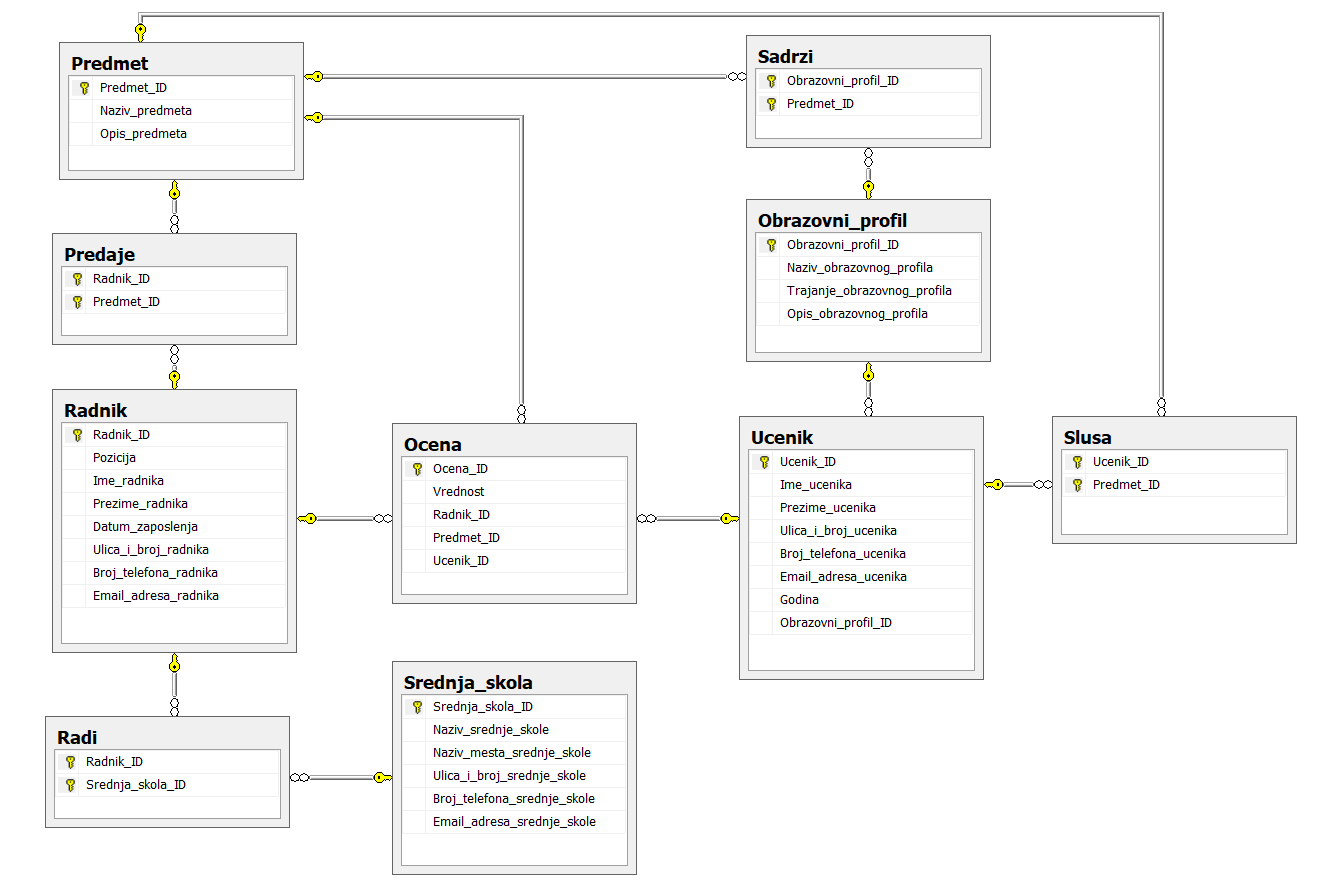 Predmet
Predmet_ID
Naziv_predmeta
Opis_predmeta
Sadrzi
Obrazovni_profil_ID
Predmet_ID
Predaje
Radnik_ID
Predmet_ID
Obrazovni_profil
Obrazovni_profil_ID
Naziv_obrazovnog_profila
Trajanje_obrazovnog_profila
Opis_obrazovnog_profila
Radnik
Radnik_ID
Pozicija
Ime_radnika
Prezime_radnika
Datum_zaposlenja
Ulica_i_broj_radnika
Broj_telefona_radnika
Email_adresa_radnika
Ocena
Ocena_ID
Vrednost
Radnik_ID
Predmet_ID
Ucenik_ID
Ucenik
Ucenik_ID
Ime_ucenika
Prezime_ucenika
Ulica_i_broj_ucenika
Broj_telefona_ucenika
Email_adresa_ucenika
Godina
Obrazovni_profil_ID
Slusa
Ucenik_ID
Predmet_ID
Radi
Radnik_ID
Srednja_skola_ID
Srednja_skola
Srednja_skola_ID
Naziv_srednje_skole
Naziv_mesta_srednje_skole
Ulica_i_broj_srednje_skole
Broj_telefona_srednje_skole
Email_adresa_srednje_skole